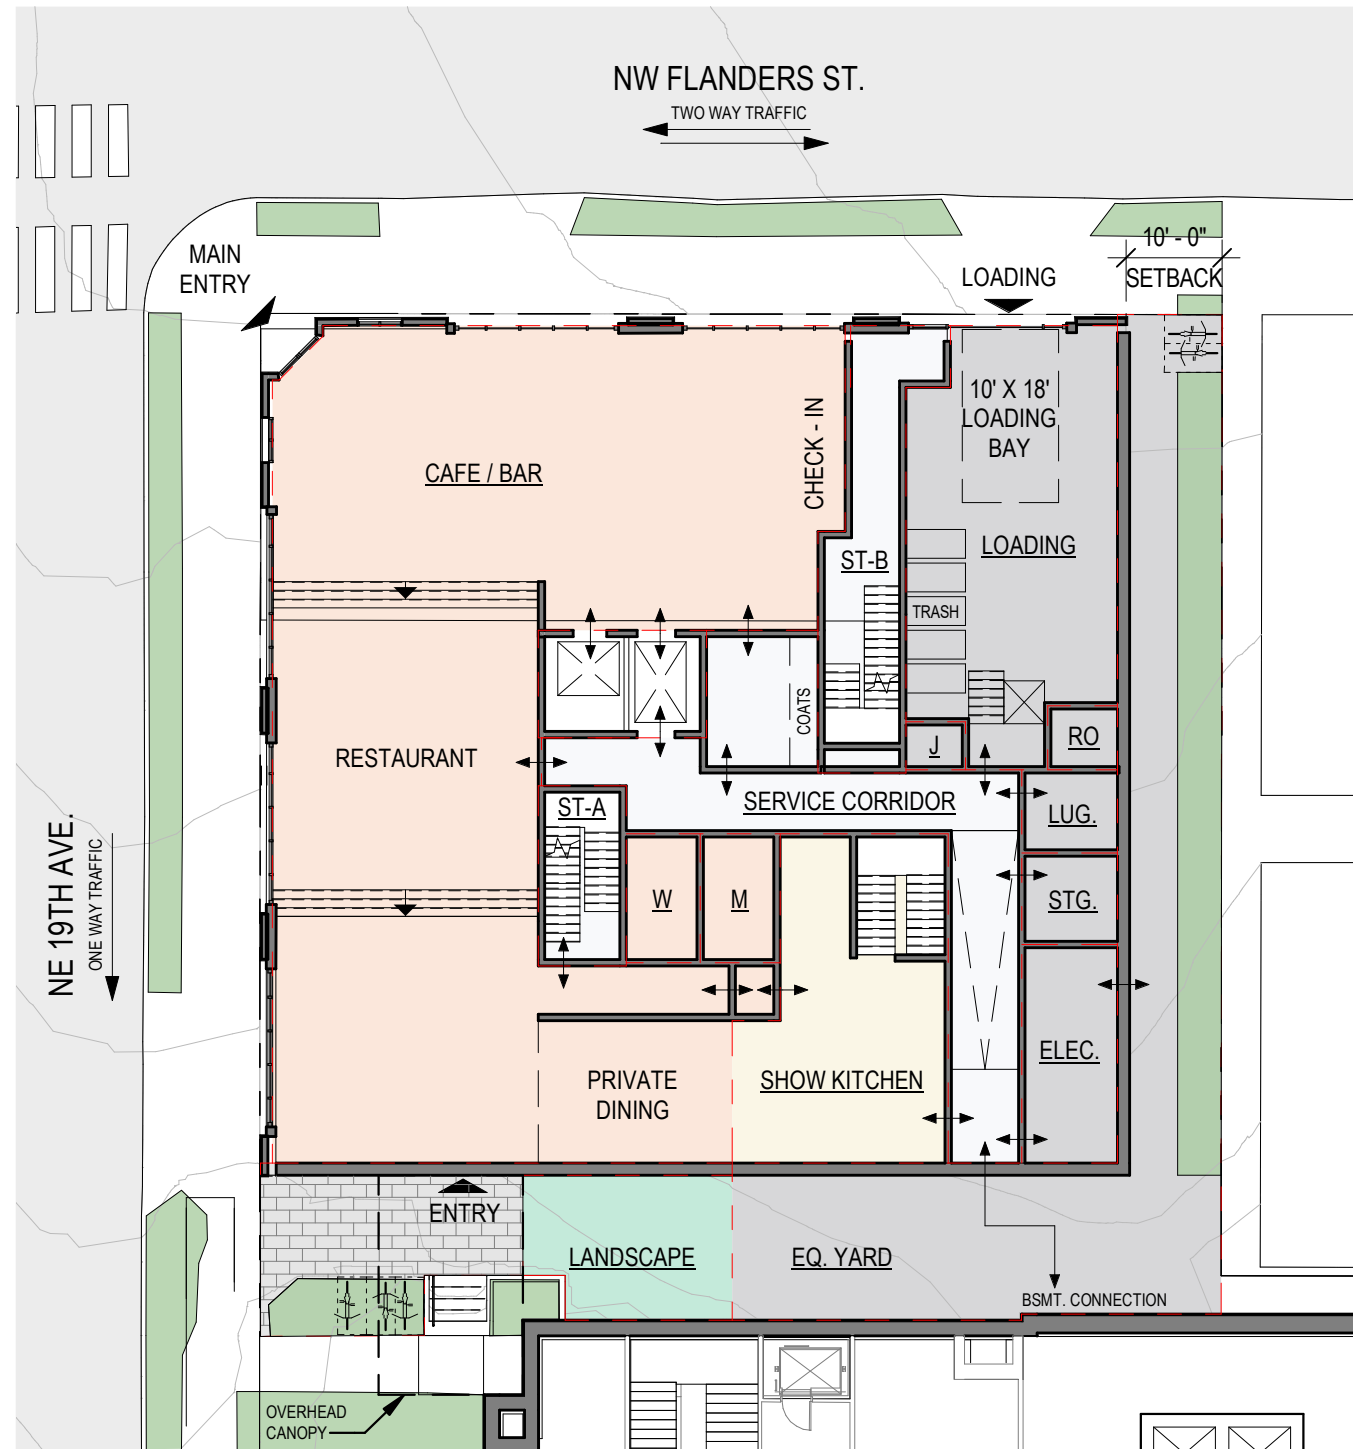 NW FLANDERS ST.
TWO WAY TRAFFIC
MAIN
ENTRY
LOADING
10' - 0"
SETBACK
10' X 18'
LOADING
BAY
CHECK - IN
CAFE / BAR
LOADING
ST-B
TRASH
COATS
RESTAURANT
J
RO
SERVICE CORRIDOR
ST-A
LUG.
NE 19TH AVE.
ONE WAY TRAFFIC
W
M
STG.
ELEC.
PRIVATE
DINING
SHOW KITCHEN
ENTRY
LANDSCAPE
EQ. YARD
BSMT. CONNECTION
OVERHEAD
CANOPY